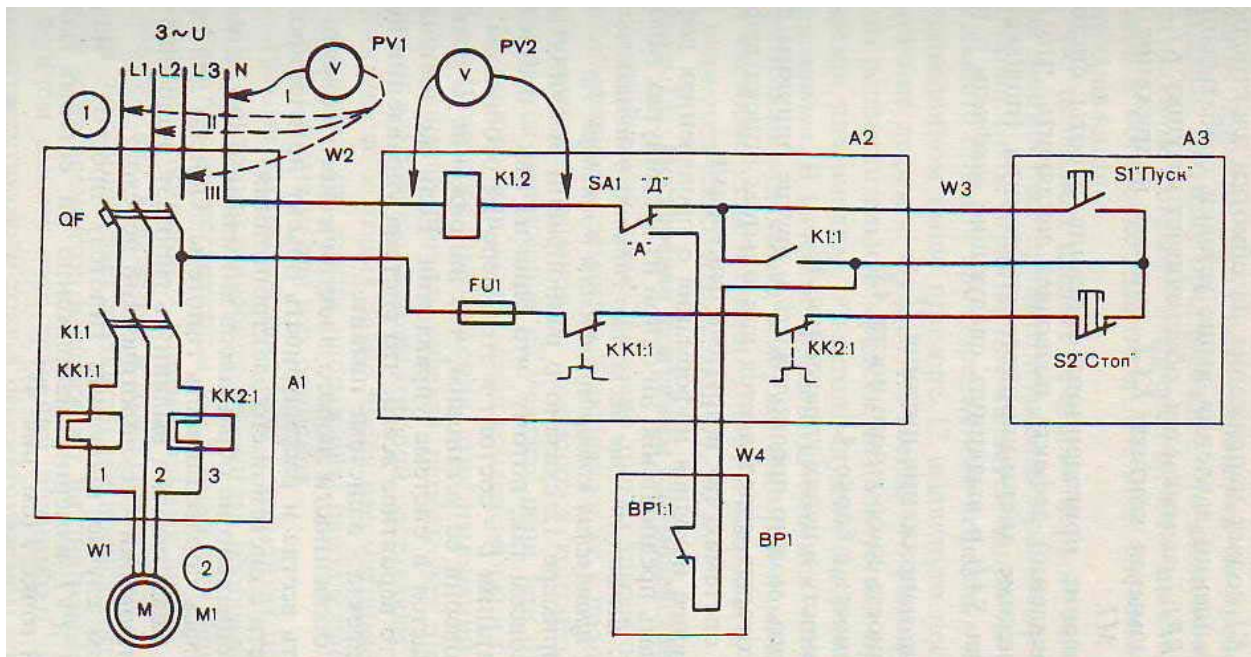 3~U
PV1
PV2
V
V
L1 L2 L3 N
I
II
III
1
W2
A2
A3
K1.2
SA1
"Д"
"А"
W3
S1"Пуск"
QF
K1:1
FU1
K1.1
KK1:1
KK2:1
S2"Стоп"
KK1:1
KK2:1
A1
1 2 3
W4
BP1:1
BP1
W1
2
M
M1